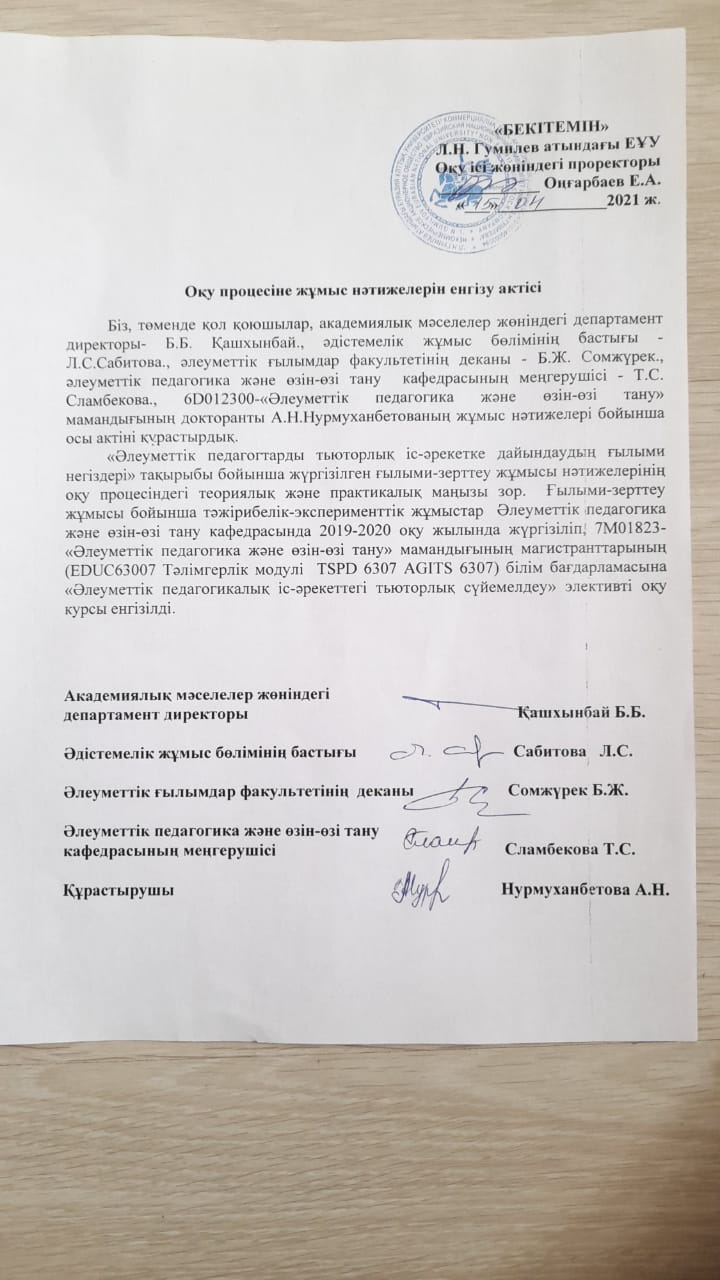 «БЕКІТЕМІН»
Л.Н. Гумилев атындағы ЕҰУ
Оқу ісі жөніндегі проректоры
Оңғарбаев Е.А.
«15» 04 2021 ж.
Оқу процесіне жұмыс нәтижелерін енгізу актісі
Біз, төменде қол қоюшылар, академиялық мәселелер жөніндегі департамент
директоры- Б.Б. Қашхынбай., әдістемелік жұмыс бөлімінің бастығы -
Л.С.Сабитова., әлеуметтік ғылымдар факультетінің деканы - Б.Ж. Сомжүрек.,
әлеуметтік педагогика және өзін-өзі тану кафедрасының меңгерушісі - Т.С.
Сламбекова., 6D012300-«Әлеуметтік педагогика және өзін-өзі тану»
мамандығының докторанты А.Н.Нурмуханбетованың жұмыс нәтижелері бойынша
осы актіні құрастырдық.
«Әлеуметтік педагогтарды тьюторлық іс-әрекетке дайындаудың ғылыми
негіздері» тақырыбы бойынша жүргізілген ғылыми-зерттеу жұмысы нәтижелерінің
оқу процесіндегі теориялық және практикалық маңызы зор. Ғылыми-зерттеу
жұмысы бойынша тәжірибелік-эксперименттік жұмыстар Әлеуметтік педагогика
және өзін-өзі тану кафедрасында 2019-2020 оқу жылында жүргізіліп, 7M01823-
«Әлеуметтік педагогика және өзін-өзі тану» мамандығының магистранттарының
(EDUC63007 Тәлімгерлік модулі TSPD 6307 AGITS 6307) білім бағдарламасына
«Әлеуметтік педагогикалық іс-әрекеттегі тьюторлық сүйемелдеу» элективті оқу
курсы енгізілді.
Академиялық мәселелер жөніндегі
департамент директоры Қашхынбай Б.Б.
Әдістемелік жұмыс бөлімінің бастығы Сабитова Л.С.
Әлеуметтік ғылымдар факультетінің деканы Сомжүрек Б.Ж.
Әлеуметтік педагогика және өзін-өзі тану
кафедрасының меңгерушісі Сламбекова Т.С.
Құрастырушы Нурмуханбетова А.Н.